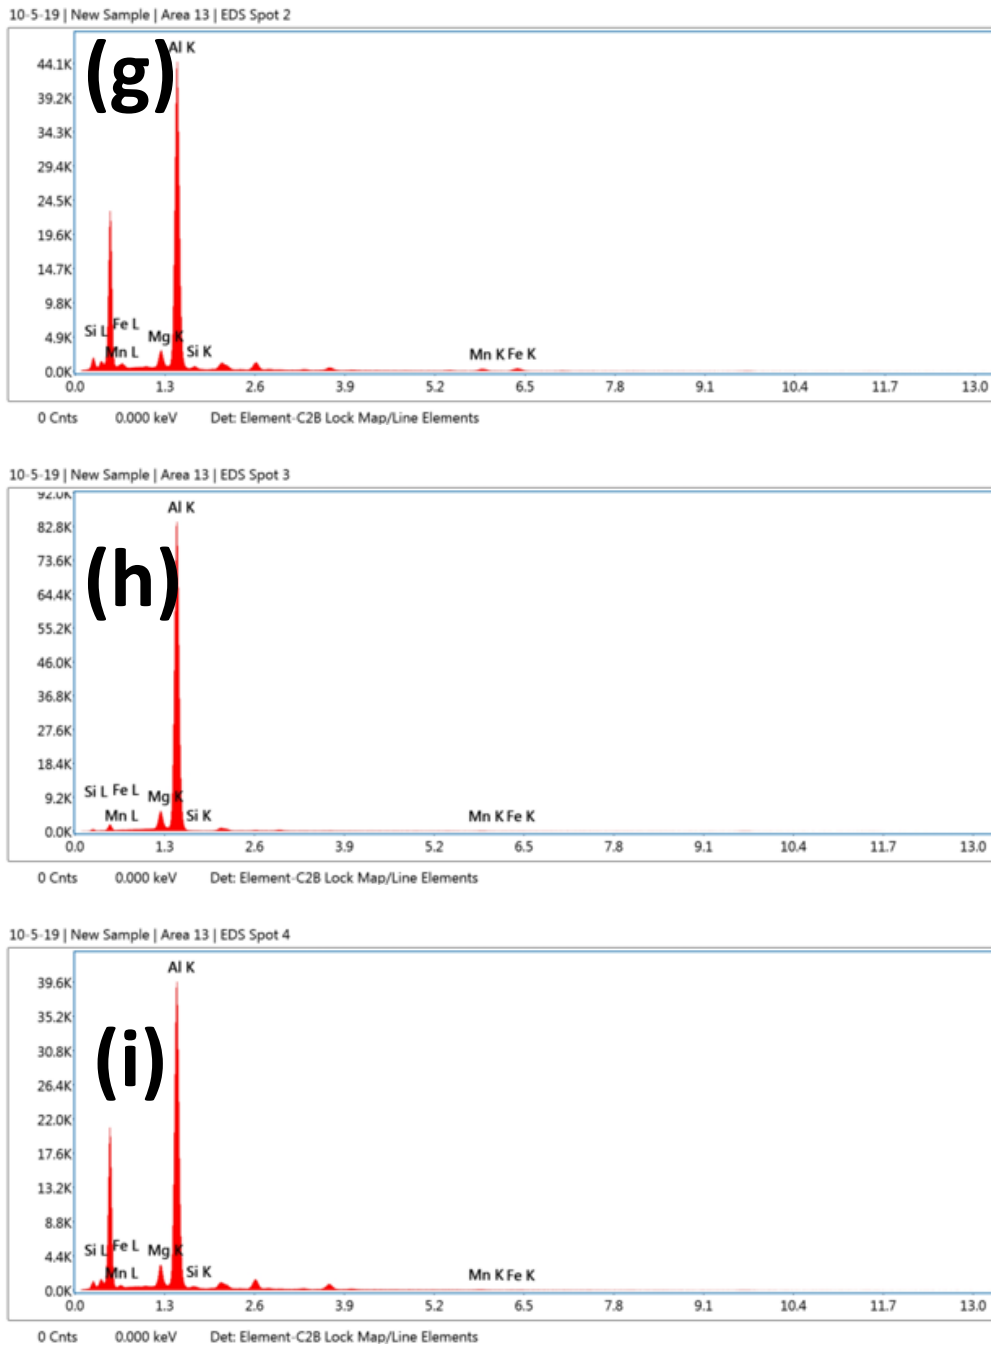 10-5-19 | New Sample | Area 13 | EDS Spot 2
(g)
Al K
44.1K
39.2K
34.3K
29.4K
24.5K
19.6K
14.7K
9.8K
4.9K
0.0K
Si L Fe L Mg K
Mn L Si K Mn K Fe K
0.0 1.3 2.6 3.9 5.2 6.5 7.8 9.1 10.4 11.7 13.0
0 Cnts 0.000 keV Det: Element-C2B Lock Map/Line Elements
10-5-19 | New Sample | Area 13 | EDS Spot 3
92.0K
(h)
Al K
82.8K
73.6K
64.4K
55.2K
46.0K
36.8K
27.6K
18.4K
9.2K
0.0K
Si L Fe L Mg K
Mn L Si K Mn K Fe K
0.0 1.3 2.6 3.9 5.2 6.5 7.8 9.1 10.4 11.7 13.0
0 Cnts 0.000 keV Det: Element-C2B Lock Map/Line Elements
10-5-19 | New Sample | Area 13 | EDS Spot 4
Al K
(i)
39.6K
35.2K
30.8K
26.4K
22.0K
17.6K
13.2K
8.8K
4.4K
0.0K
Si L Fe L Mg K
Mn L Si K Mn K Fe K
0.0 1.3 2.6 3.9 5.2 6.5 7.8 9.1 10.4 11.7 13.0
0 Cnts 0.000 keV Det: Element-C2B Lock Map/Line Elements